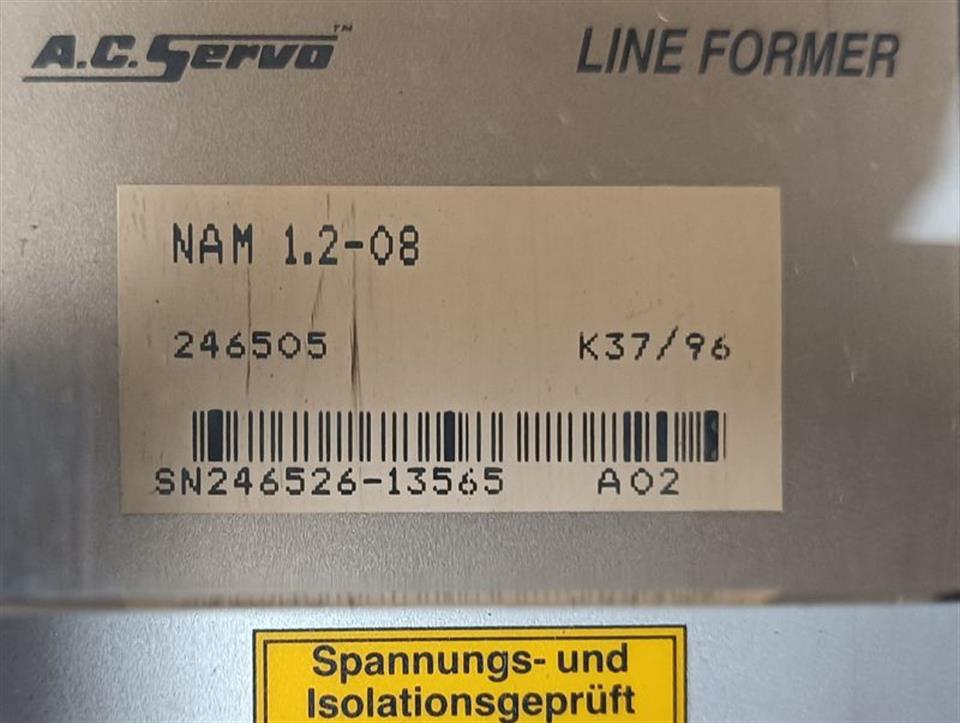 A.C. Servo™ LINE FORMER
NAM 1.2-08
246505 K37/96
SN246526-13565 A02
Spannungs- und
Isolationsgeprüft